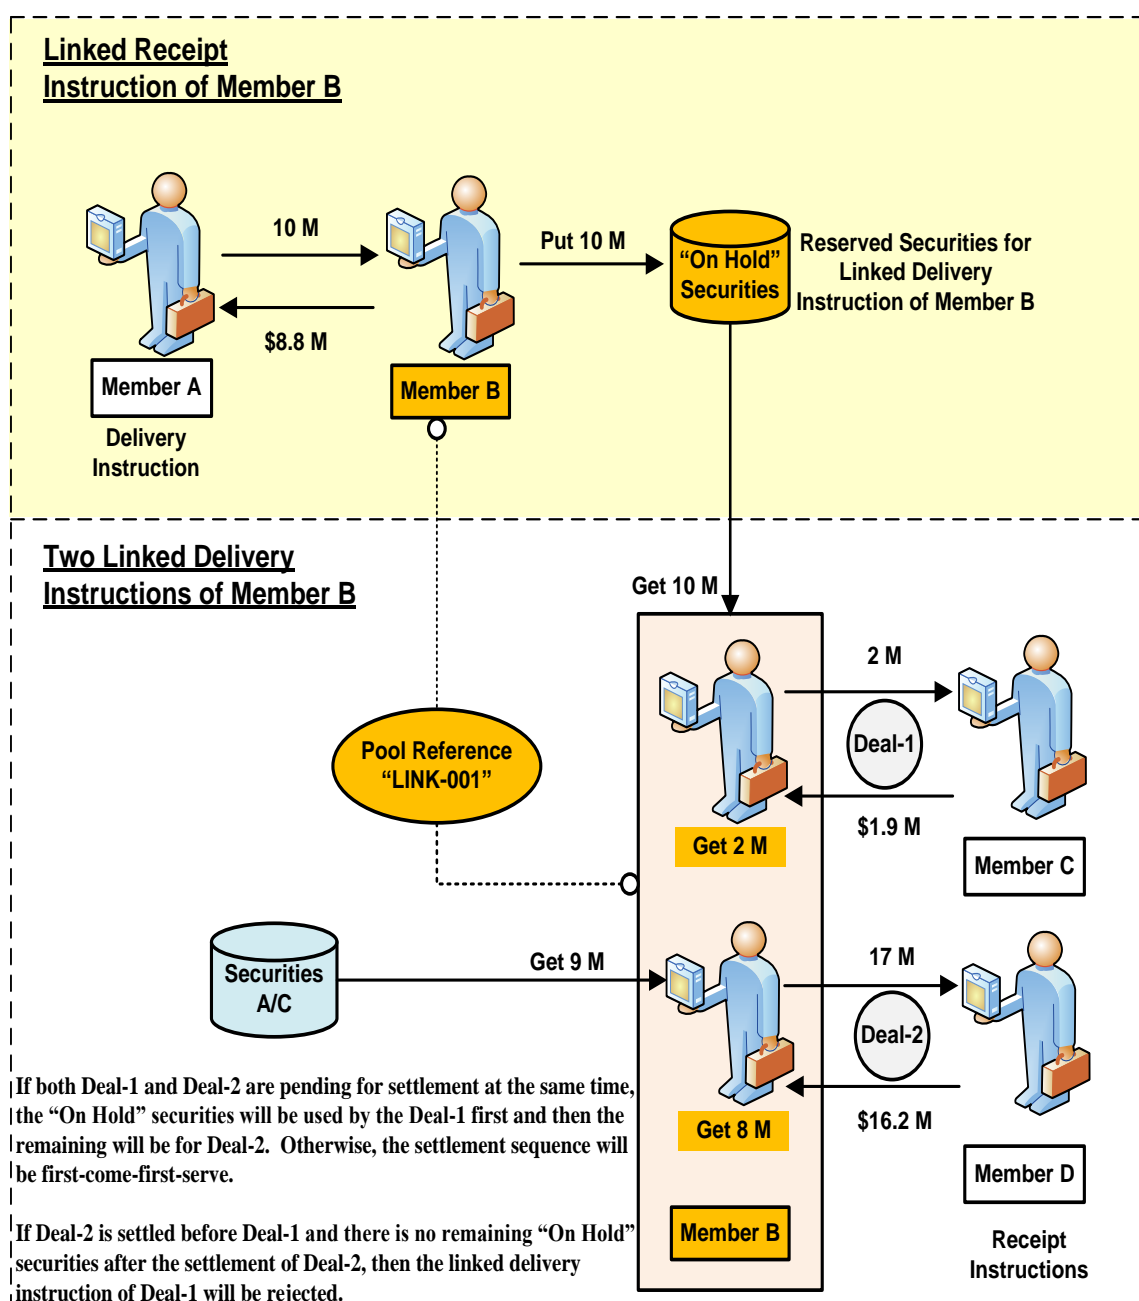 Linked Receipt
Instruction of Member B
10 M
$8.8 M
Put 10 M
“On Hold”
Securities
Reserved Securities for
Linked Delivery
Instruction of Member B
Member A
Delivery
Instruction
Member B
Two Linked Delivery
Instructions of Member B
Get 10 M
2 M
Deal-1
$1.9 M
Get 2 M
Member C
Pool Reference
“LINK-001”
Securities
A/C
Get 9 M
17 M
Deal-2
$16.2 M
Get 8 M
Member D
Member B
Receipt
Instructions
If both Deal-1 and Deal-2 are pending for settlement at the same time,
the “On Hold” securities will be used by the Deal-1 first and then the
remaining will be for Deal-2.  Otherwise, the settlement sequence will
be first-come-first-serve.
If Deal-2 is settled before Deal-1 and there is no remaining “On Hold”
securities after the settlement of Deal-2, then the linked delivery
instruction of Deal-1 will be rejected.